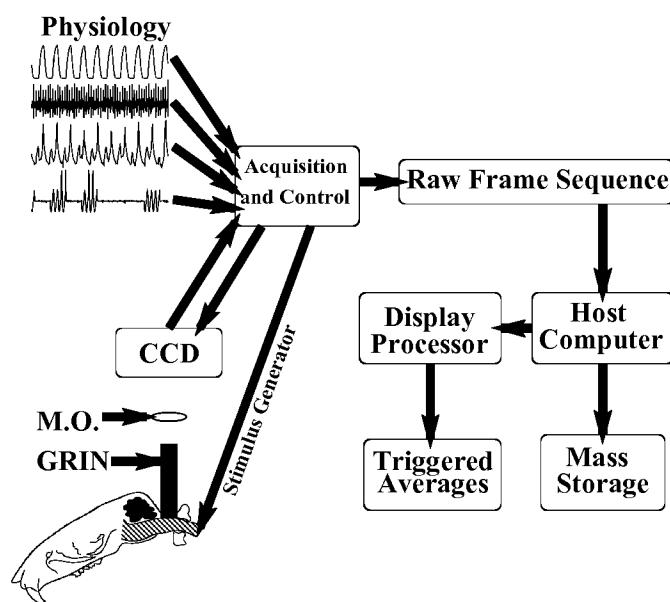 Physiology
Acquisition
and Control
Raw Frame Sequence
CCD
Display
Processor
Host
Computer
M.O.
GRIN
Stimulus Generator
Triggered
Averages
Mass
Storage